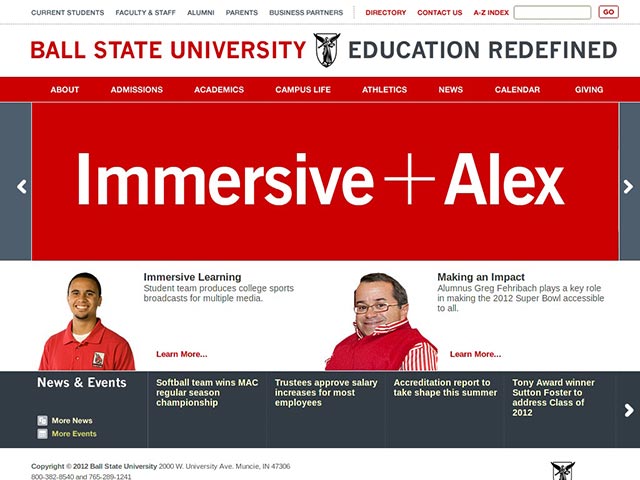 CURRENT STUDENTS FACULTY & STAFF ALUMNI PARENTS BUSINESS PARTNERS DIRECTORY CONTACT US A-Z INDEX GO
BALL STATE UNIVERSITY EDUCATION REDEFINED
ABOUT ADMISSIONS ACADEMICS CAMPUS LIFE ATHLETICS NEWS CALENDAR GIVING
Immersive + Alex
Immersive Learning
Student team produces college sports
broadcasts for multiple media.
Learn More...
Making an Impact
Alumnus Greg Fehribach plays a key role
in making the 2012 Super Bowl accessible
to all.
Learn More...
News & Events
More News
More Events
Softball team wins MAC
regular season
championship
Trustees approve salary
increases for most
employees
Accreditation report to
take shape this summer
Tony Award winner
Sutton Foster to
address Class of
2012
Copyright © 2012 Ball State University 2000 W. University Ave. Muncie, IN 47306
800-382-8540 and 765-289-1241